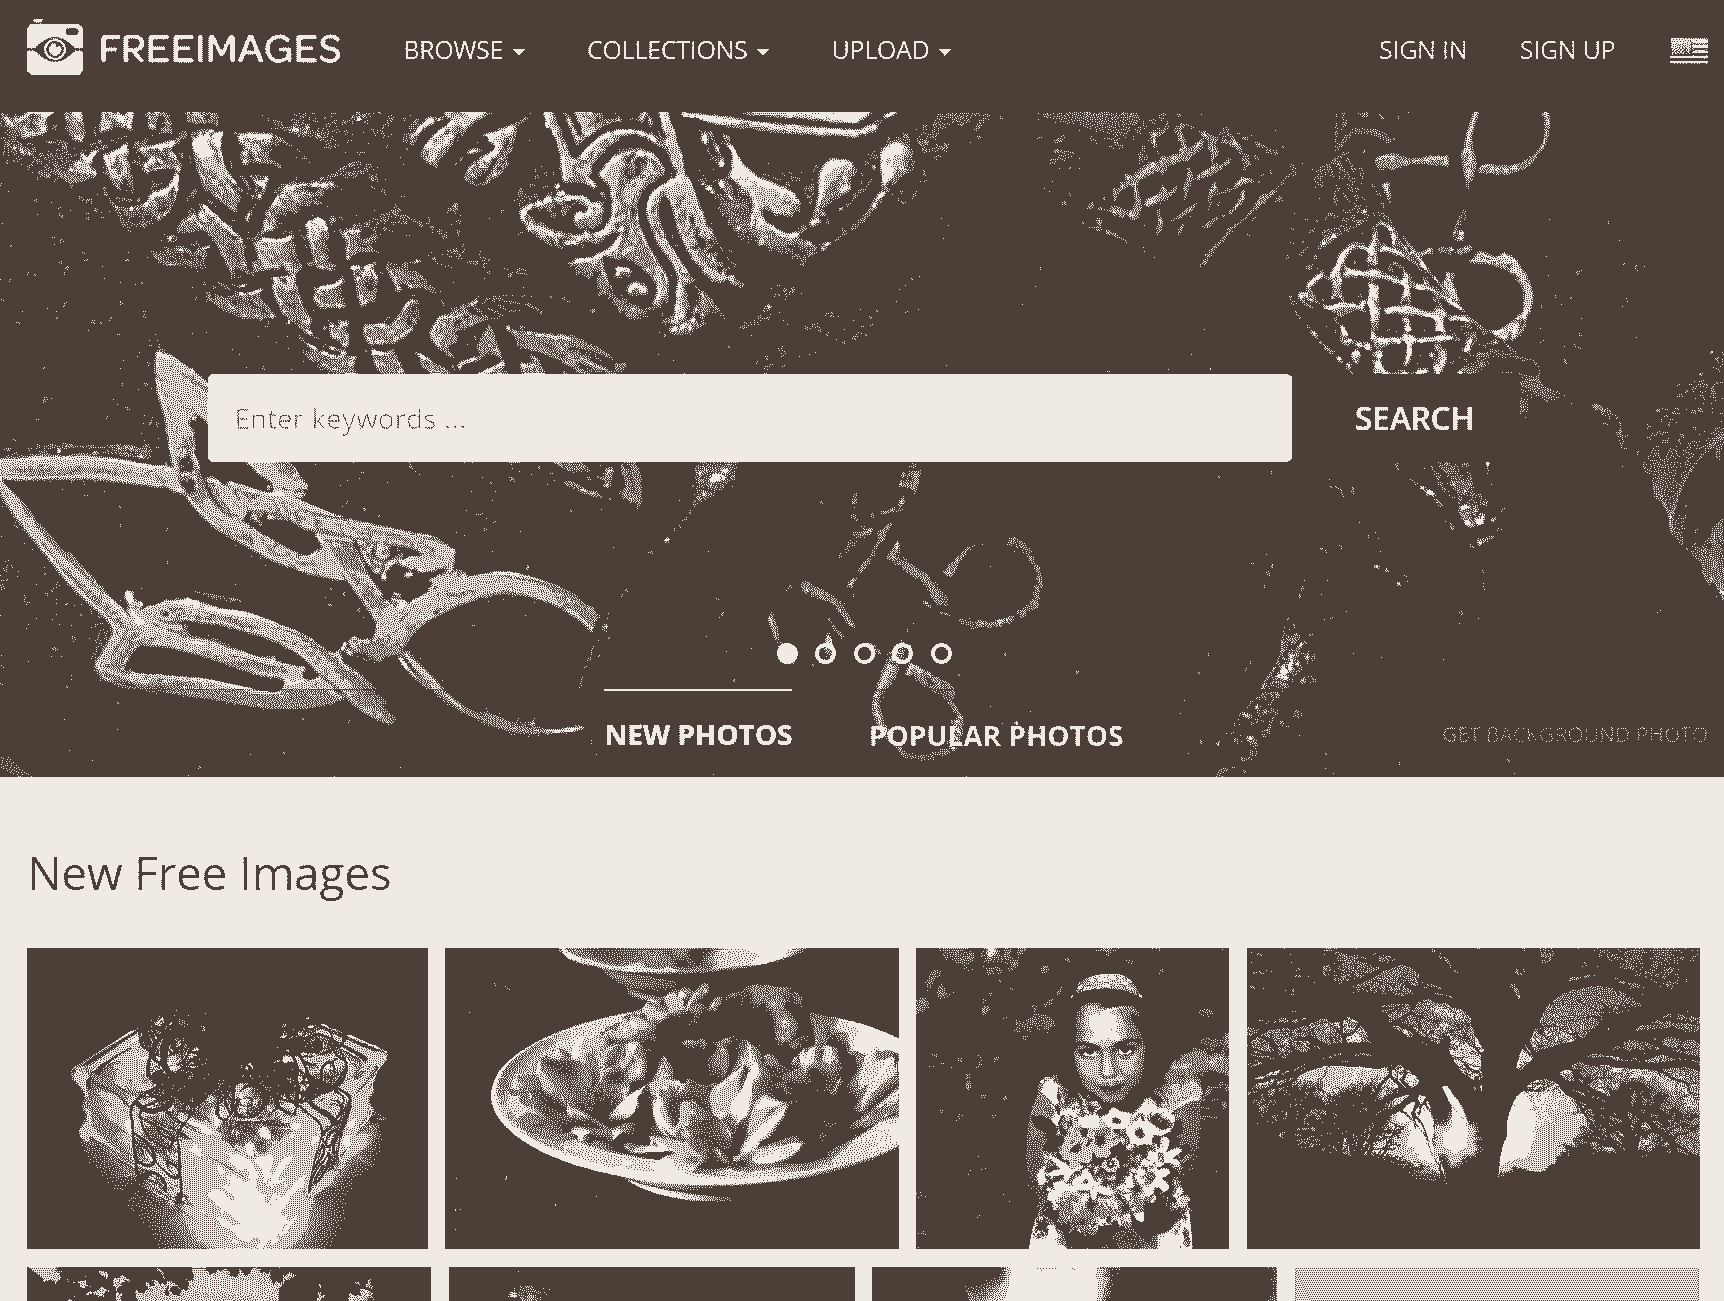 FREEIMAGES
BROWSE
COLLECTIONS
UPLOAD
SIGN IN
SIGN UP
Enter keywords ...
SEARCH
NEW PHOTOS
POPULAR PHOTOS
GET BACKGROUND PHOTO
New Free Images